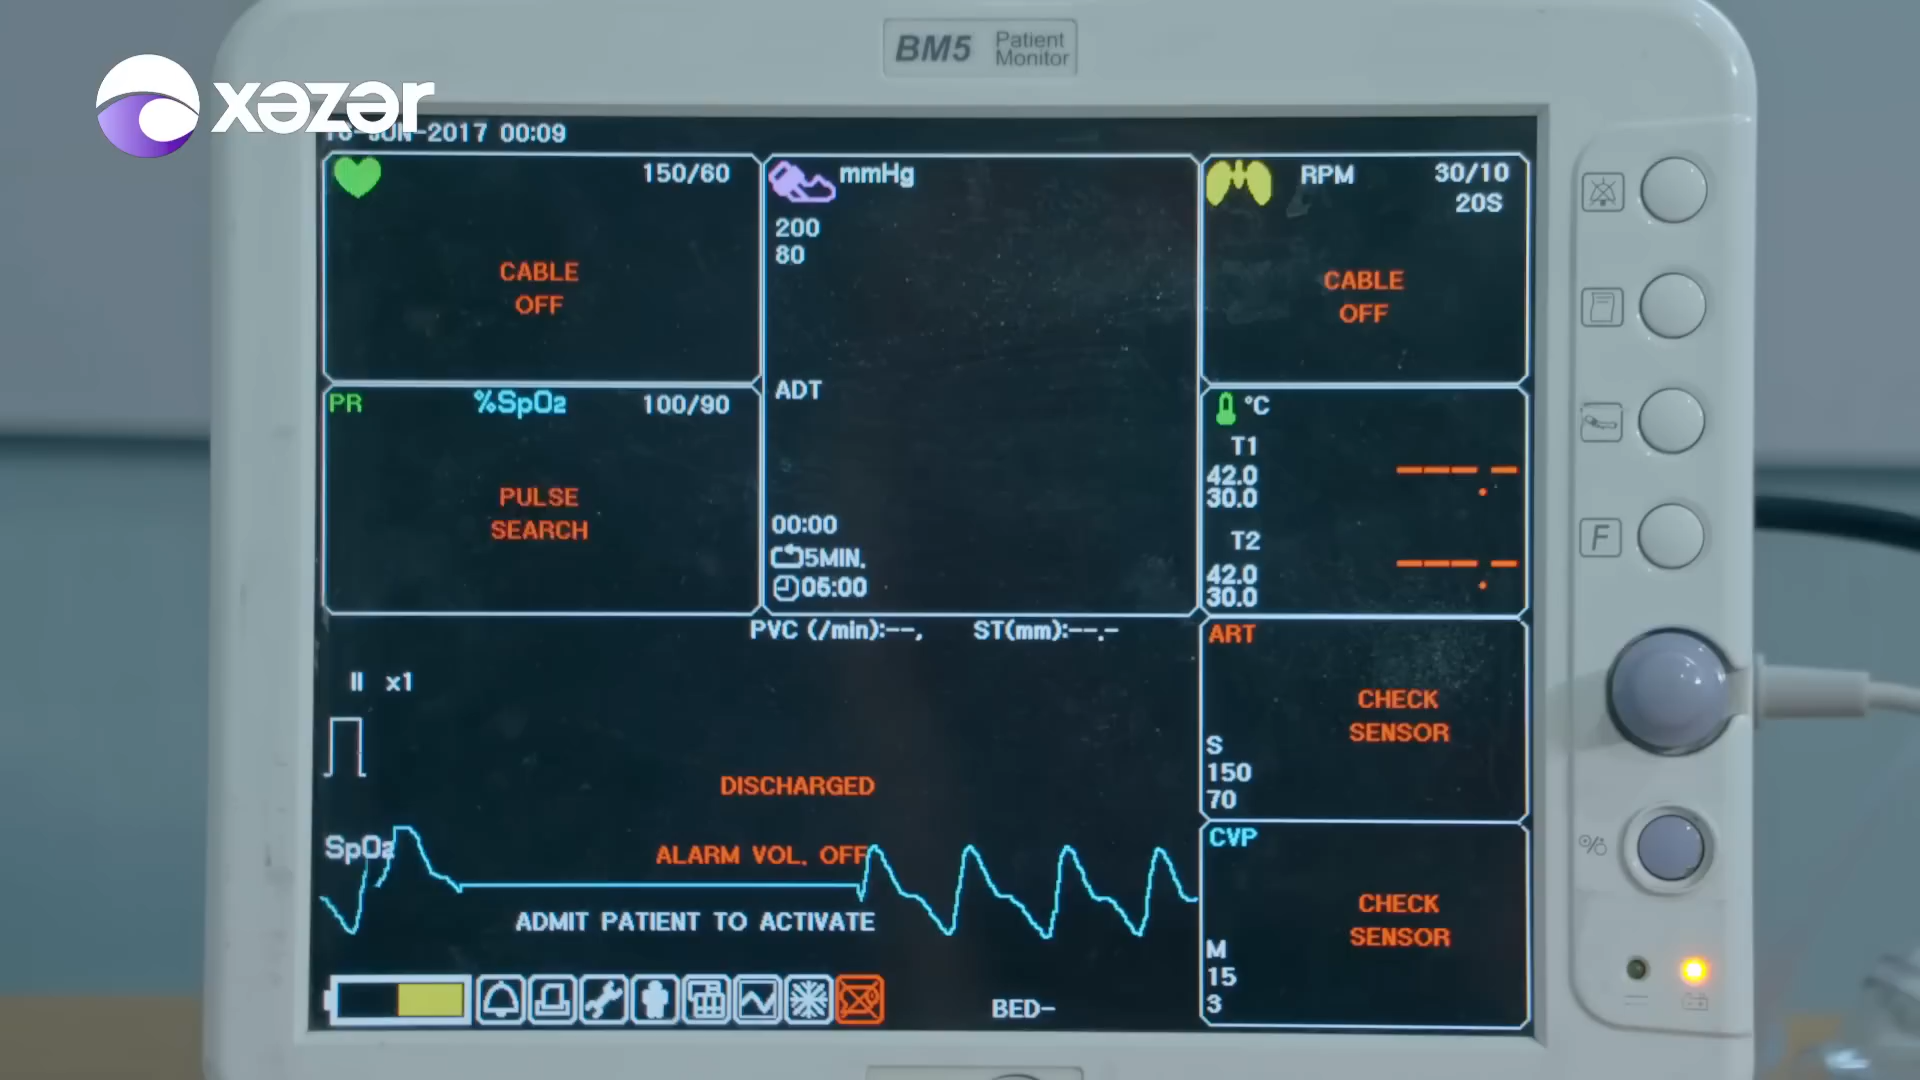 BM5 Patient Monitor
xəzər
-JUN-2017 00:09
150/60
CABLE
OFF
mmHg
200
80
ADT
00:00
5MIN.
05:00
RPM 30/10
20S
CABLE
OFF
PR %SpO2 100/90
PULSE
SEARCH
°C
T1
42.0
30.0
T2
42.0
30.0
PVC (/min):--, ST(mm):--.-
II x1
DISCHARGED
SpO2
ALARM VOL. OFF
ADMIT PATIENT TO ACTIVATE
ART
CHECK
SENSOR
S
150
70
CVP
CHECK
SENSOR
M
15
3
BED-
F